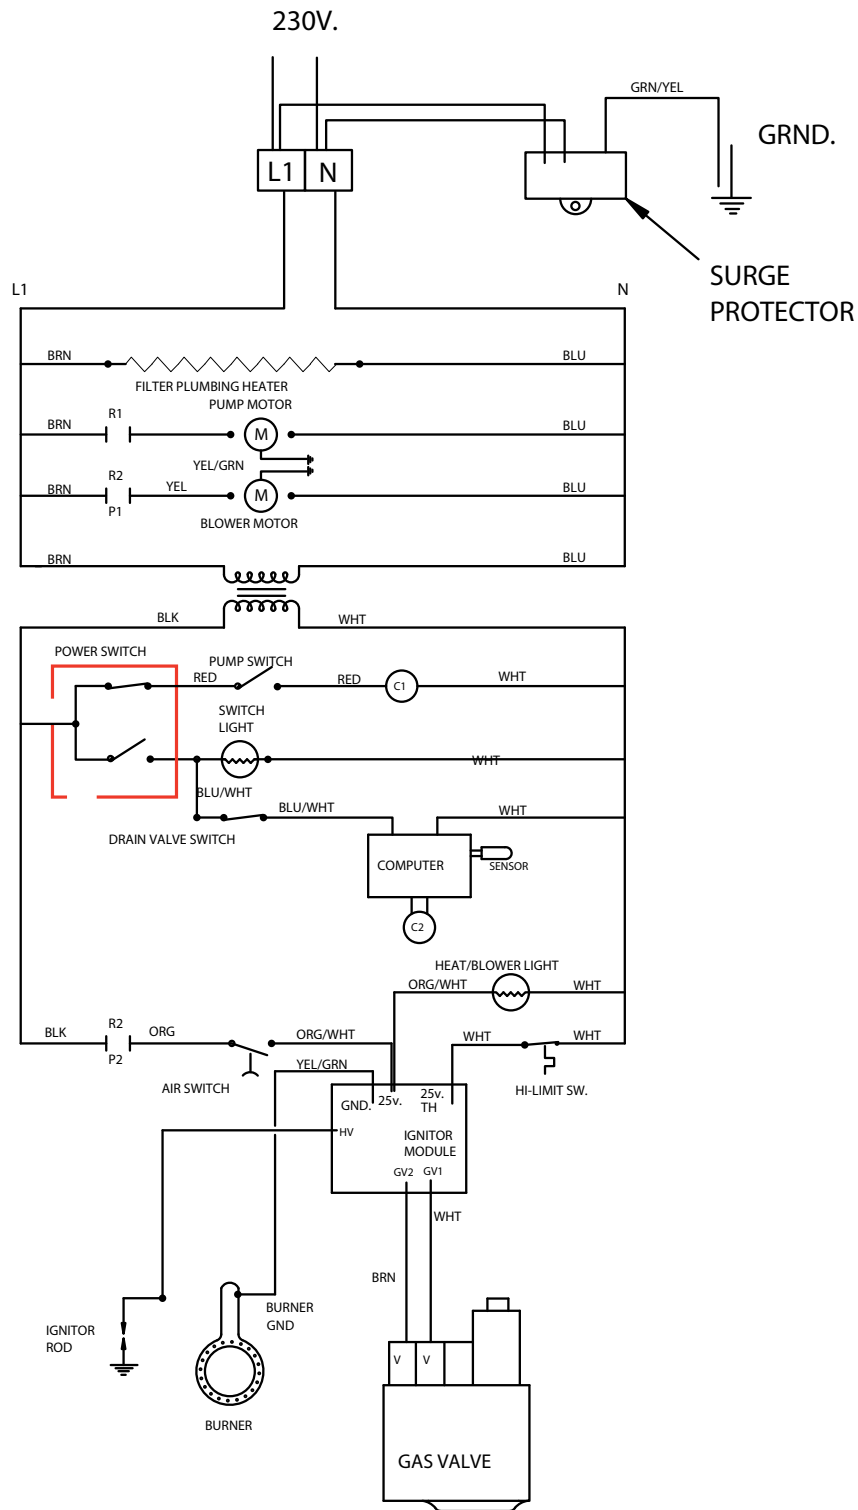 230V.
GRN/YEL
GRND.
L1
N
SURGE
PROTECTOR
L1
N
BRN
BLU
FILTER PLUMBING HEATER
PUMP MOTOR
R1
BRN
M
BLU
YEL/GRN
R2
BRN
YEL
M
BLU
P1
BLOWER MOTOR
BRN
BLU
BLK
WHT
POWER SWITCH
PUMP SWITCH
RED
RED
C1
WHT
SWITCH
LIGHT
WHT
BLU/WHT
BLU/WHT
WHT
DRAIN VALVE SWITCH
COMPUTER
SENSOR
C2
HEAT/BLOWER LIGHT
ORG/WHT
WHT
R2
BLK
ORG
ORG/WHT
WHT
WHT
P2
YEL/GRN
AIR SWITCH
HI-LIMIT SW.
GND.
25v.
25v.
TH
HV
IGNITOR
MODULE
GV2
GV1
WHT
BRN
BURNER
GND
IGNITOR
ROD
V
V
BURNER
GAS VALVE